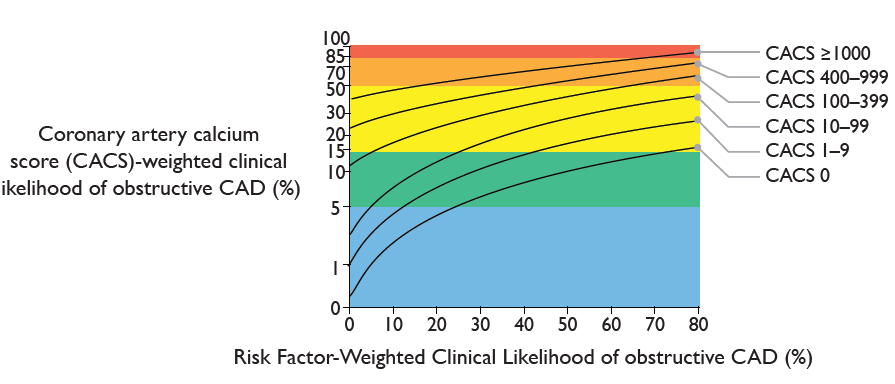 100
85
70
50
30
20
15
10
5
1
0
Coronary artery calcium
score (CACS)-weighted clinical
ikelihood of obstructive CAD (%)
CACS ≥1000
CACS 400–999
CACS 100–399
CACS 10–99
CACS 1–9
CACS 0
0 10 20 30 40 50 60 70 80
Risk Factor-Weighted Clinical Likelihood of obstructive CAD (%)